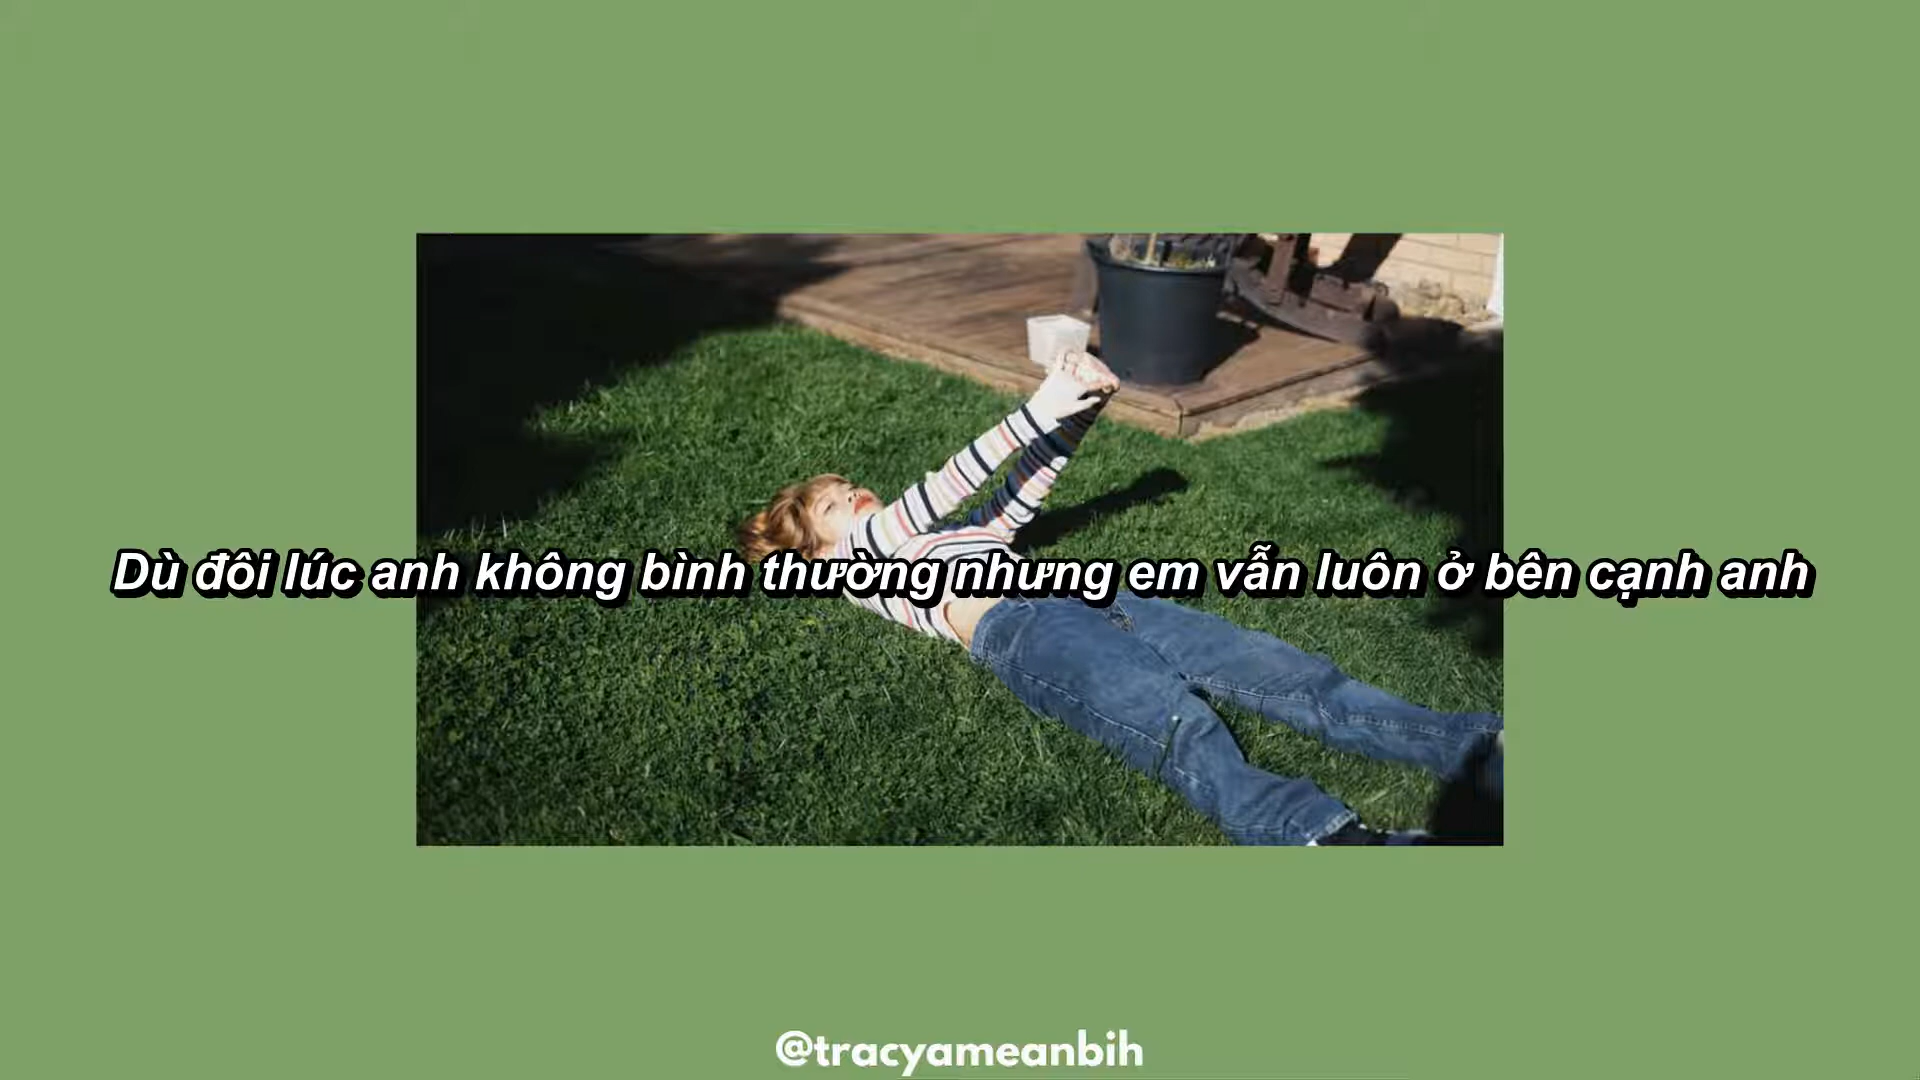 Dù đôi lúc anh không bình thường nhưng em vẫn luôn ở bên cạnh anh
@tracyameanbih